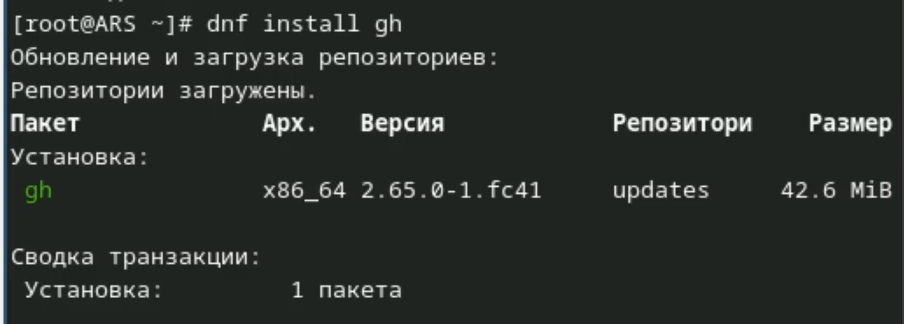 [root@ARS ~]# dnf install gh
Обновление и загрузка репозиториев:
Репозитории загружены.
Пакет Арх. Версия Репозитори Размер
Установка:
gh x86_64 2.65.0-1.fc41 updates 42.6 MiB
Сводка транзакции:
Установка: 1 пакета